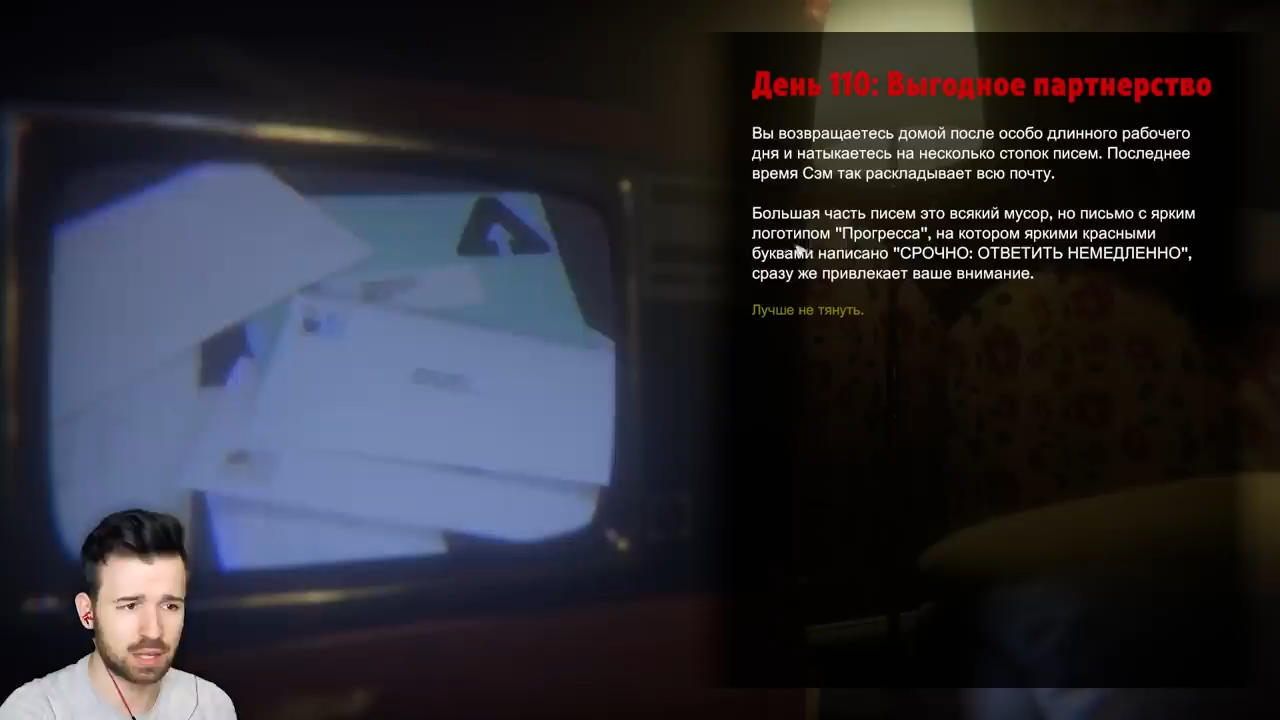 День 110: Выгодное партнерство
Вы возвращаетесь домой после особо длинного рабочего
дня и натыкаетесь на несколько стопок писем. Последнее
время Сэм так раскладывает всю почту.
Большая часть писем это всякий мусор, но письмо с ярким
логотипом "Прогресса", на котором яркими красными
буквами написано "СРОЧНО: ОТВЕТИТЬ НЕМЕДЛЕННО",
сразу же привлекает ваше внимание.
Лучше не тянуть.